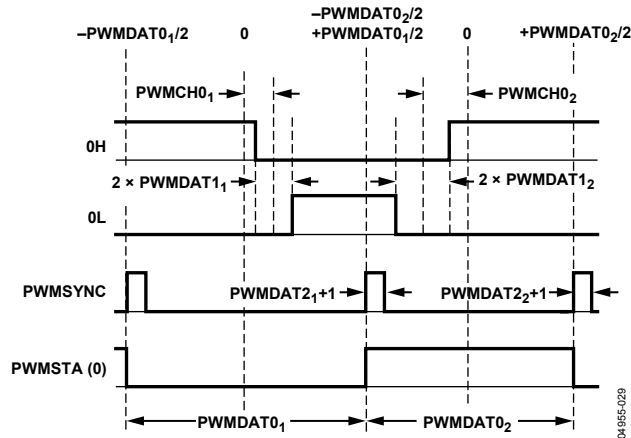 –PWMDAT0₁/2
0
–PWMDAT0₂/2
+PWMDAT0₁/2
0
+PWMDAT0₂/2
PWMCH0₁
PWMCH0₂
0H
2 × PWMDAT1₁
2 × PWMDAT1₂
0L
PWMSYNC
PWMDAT2₁+1
PWMDAT2₂+1
PWMSTA (0)
PWMDAT0₁
PWMDAT0₂
04955-029